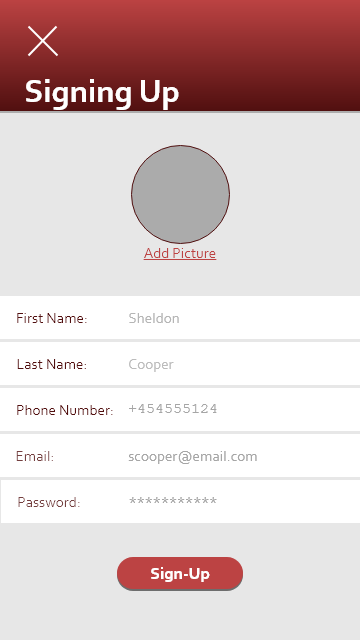 Signing Up
Add Picture
First Name: Sheldon
Last Name: Cooper
Phone Number: +454555124
Email: scooper@email.com
Password: ***********
Sign-Up